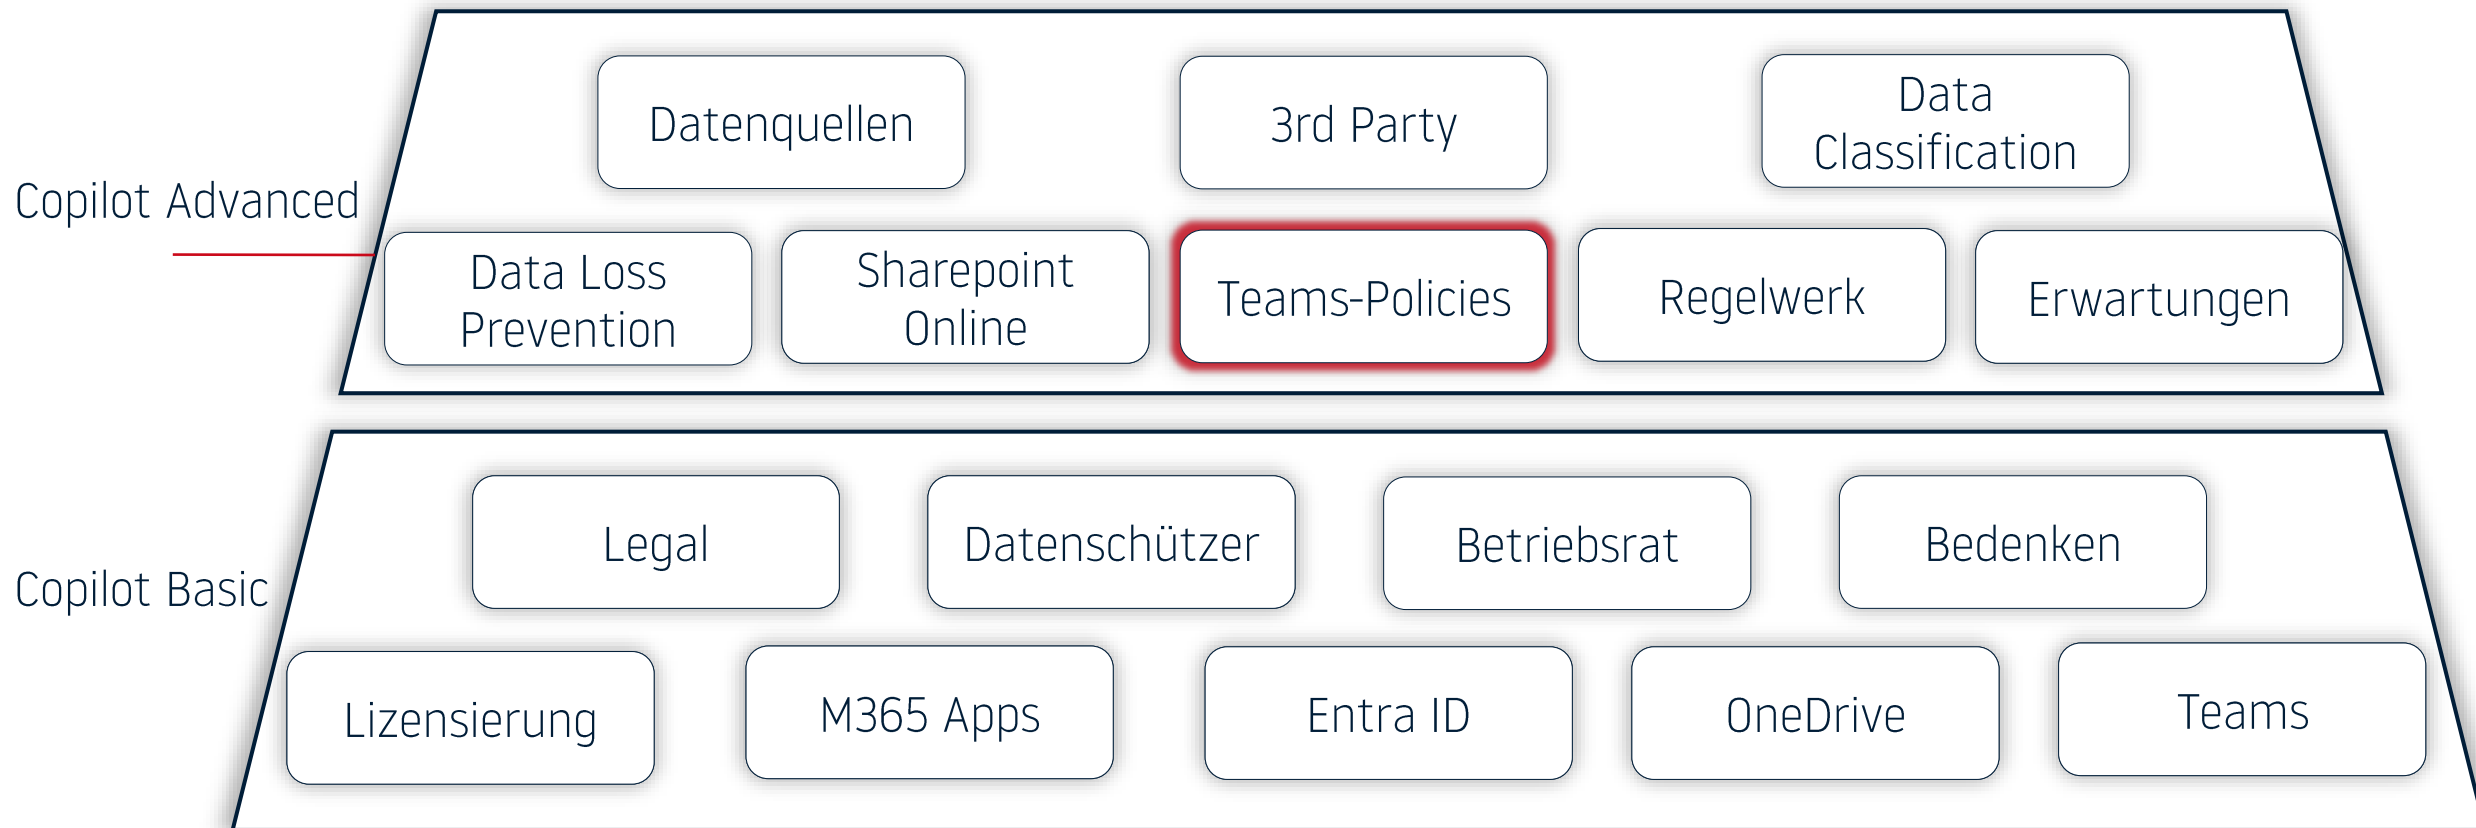 Datenquellen
3rd Party
Data
Classification
Copilot Advanced
Data Loss
Prevention
Sharepoint
Online
Teams-Policies
Regelwerk
Erwartungen
Legal
Datenschützer
Betriebsrat
Bedenken
Copilot Basic
Lizensierung
M365 Apps
Entra ID
OneDrive
Teams